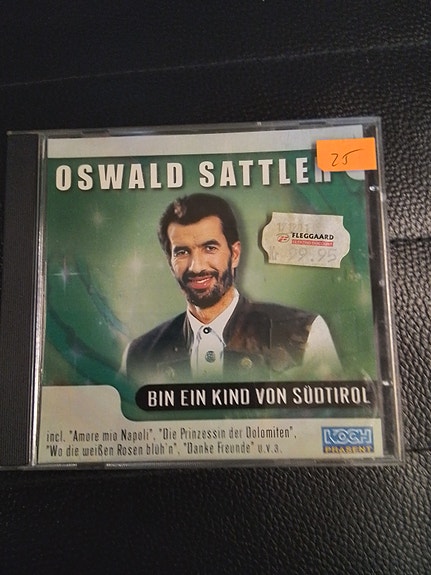 OSWALD SATTLER
25
FLEGGAARD
Kr 99.95
BIN EIN KIND VON SÜDTIROL
incl. "Amore mio Napoli", "Die Prinzessin der Dolomiten",
"Wo die weißen Rosen blüh'n", "Danke Freunde" u.v.a.
KOCH
PRÄSENT